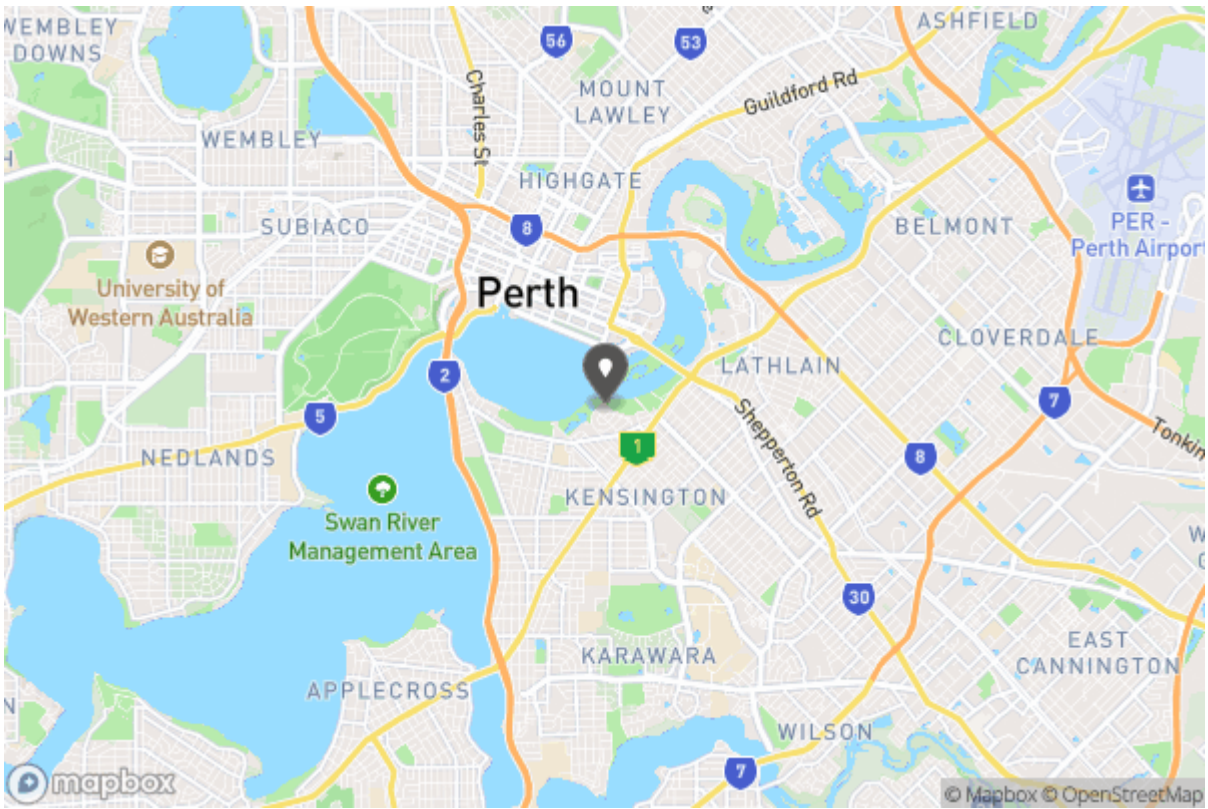 WEMBLEY
DOWNS
56
53
ASHFIELD
Charles St
MOUNT
LAWLEY
Guildford Rd
WEMBLEY
HIGHGATE
SUBIACO
8
BELMONT
PER -
Perth Airport
University of
Western Australia
Perth
CLOVERDALE
LATHLAIN
2
7
5
Shepperton Rd
Tonkin
1
8
NEDLANDS
KENSINGTON
Swan River
Management Area
30
EAST
CANNINGTON
KARAWARA
APPLECROSS
WILSON
7
mapbox
© Mapbox © OpenStreetMap